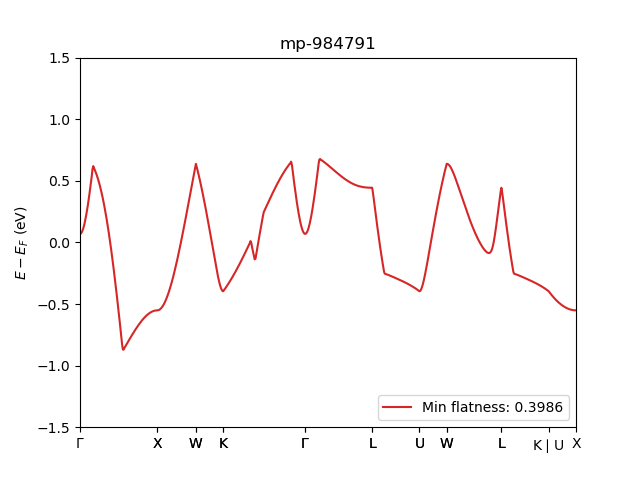 mp-984791
E − E_F (eV)
1.5
1.0
0.5
0.0
−0.5
−1.0
−1.5
Min flatness: 0.3986
Γ X W K Γ L U W L K | U X